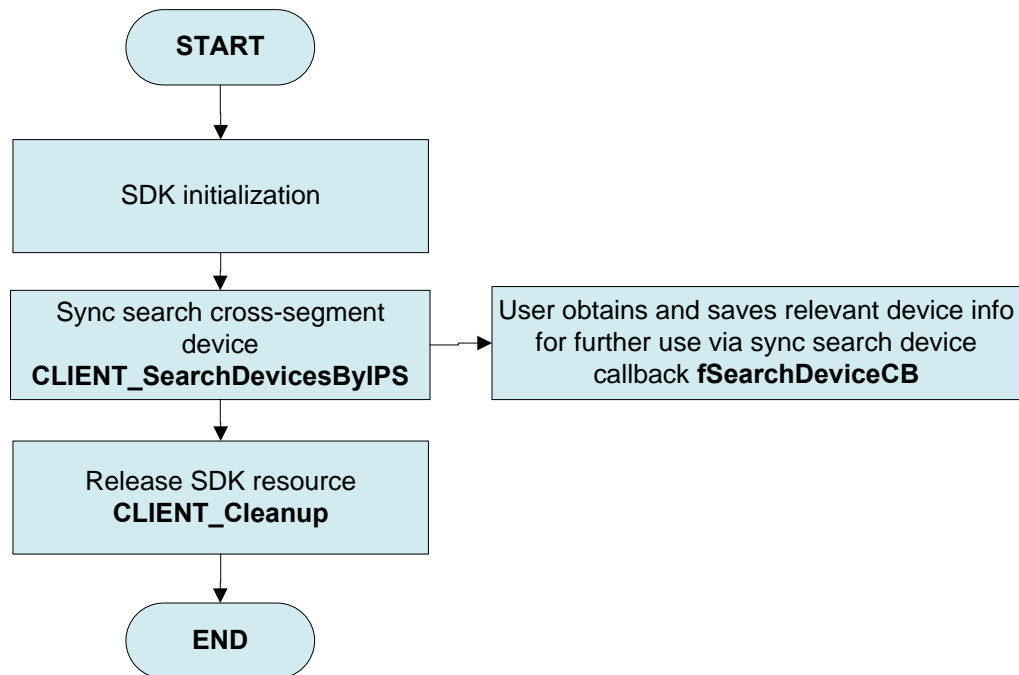 START
SDK initialization
Sync search cross-segment
device
CLIENT_SearchDevicesByIPS
User obtains and saves relevant device info
for further use via sync search device
callback fSearchDeviceCB
Release SDK resource
CLIENT_Cleanup
END